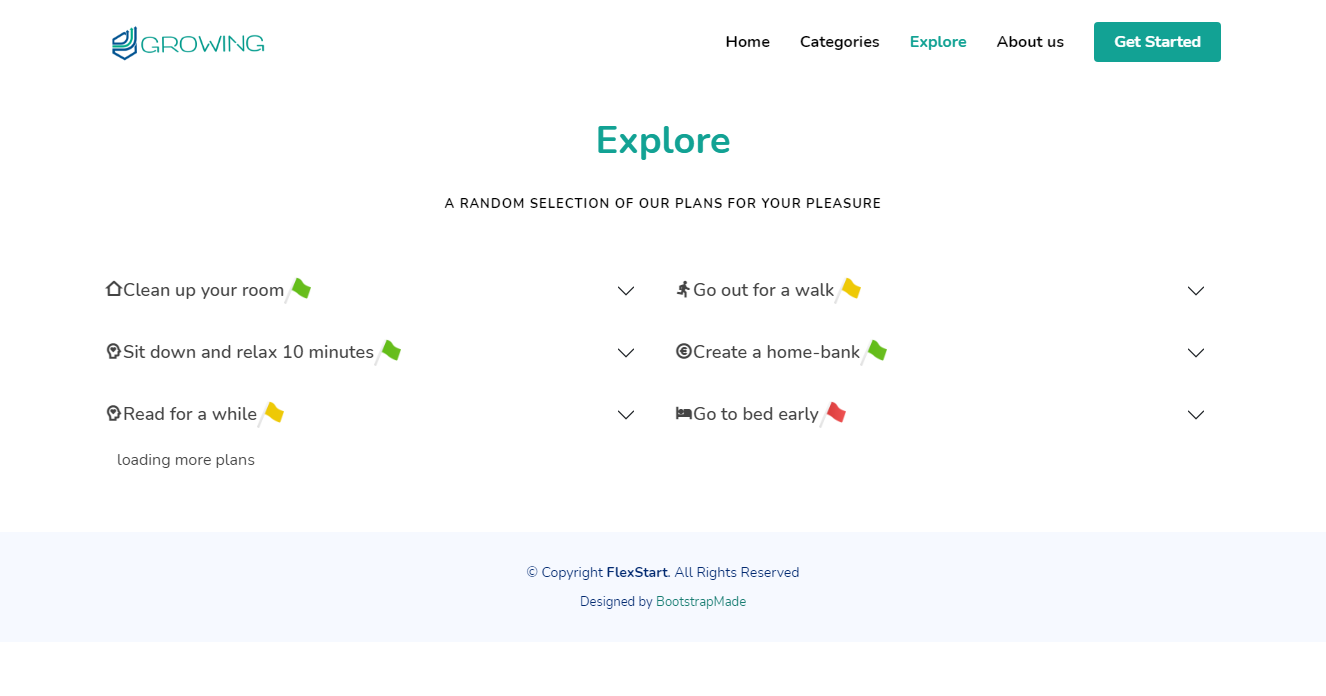 GROWING
Home Categories Explore About us Get Started
Explore
A RANDOM SELECTION OF OUR PLANS FOR YOUR PLEASURE
Clean up your room
Go out for a walk
Sit down and relax 10 minutes
Create a home-bank
Read for a while
Go to bed early
loading more plans
© Copyright FlexStart. All Rights Reserved
Designed by BootstrapMade